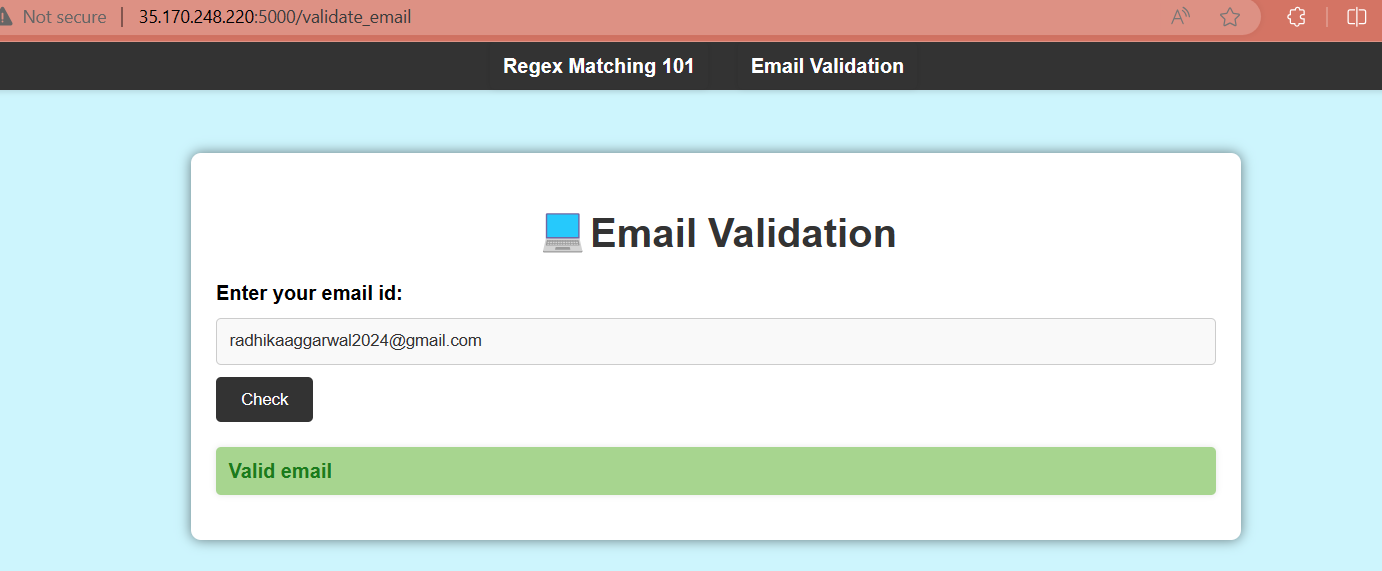 Not secure 35.170.248.220:5000/validate_email
Regex Matching 101 Email Validation
Email Validation
Enter your email id:
radhikaaggarwal2024@gmail.com
Check
Valid email